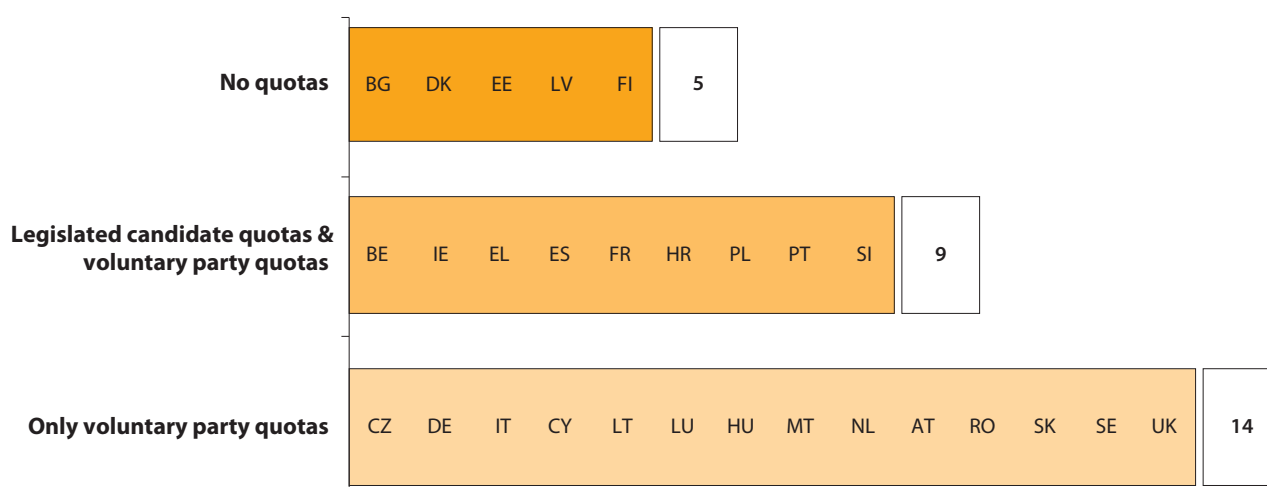 No quotas
BG DK EE LV FI 5
Legislated candidate quotas &
voluntary party quotas
BE IE EL ES FR HR PL PT SI 9
Only voluntary party quotas
CZ DE IT CY LT LU HU MT NL AT RO SK SE UK 14